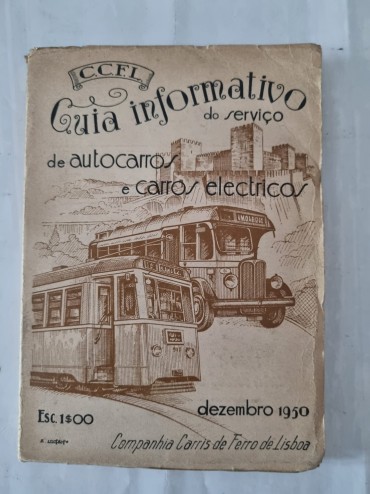 C.C.F.L.
Guia informativo
do serviço
de autocarros
e carros electricos
Esc. 1$00
dezembro 1950
Companhia Carris de Ferro de Lisboa